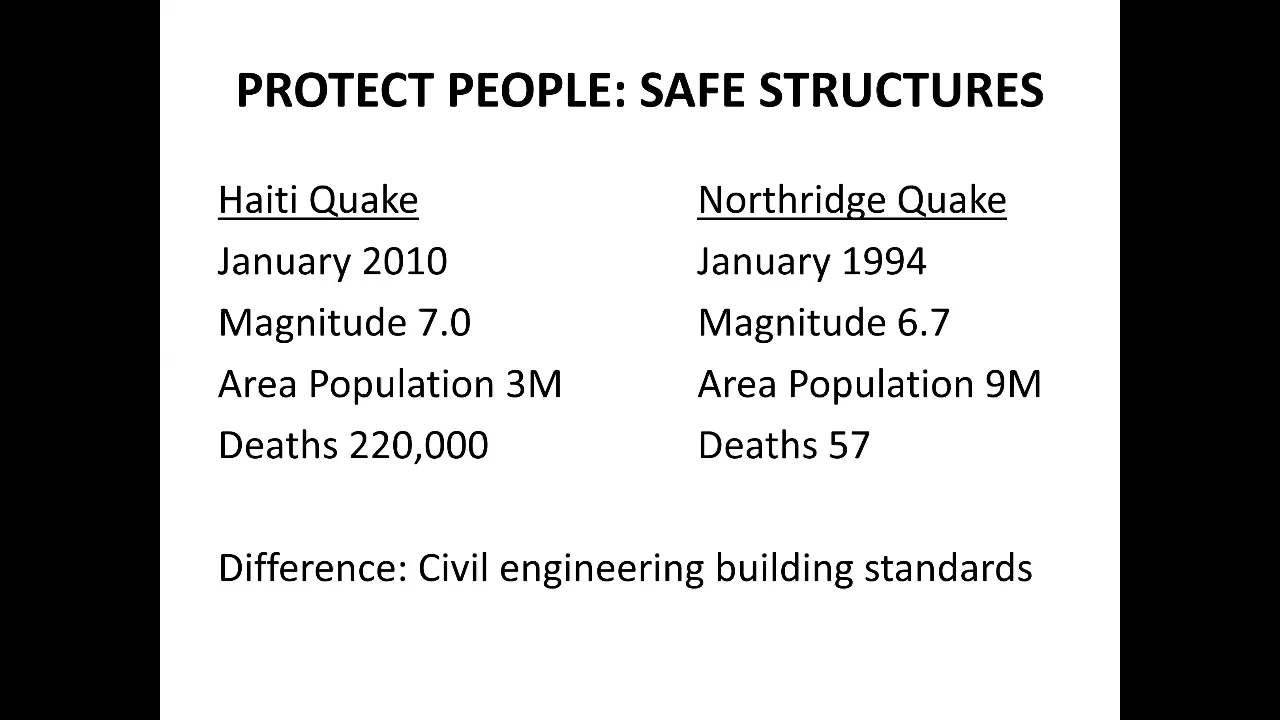 PROTECT PEOPLE: SAFE STRUCTURES
Haiti Quake
January 2010
Magnitude 7.0
Area Population 3M
Deaths 220,000
Northridge Quake
January 1994
Magnitude 6.7
Area Population 9M
Deaths 57
Difference: Civil engineering building standards